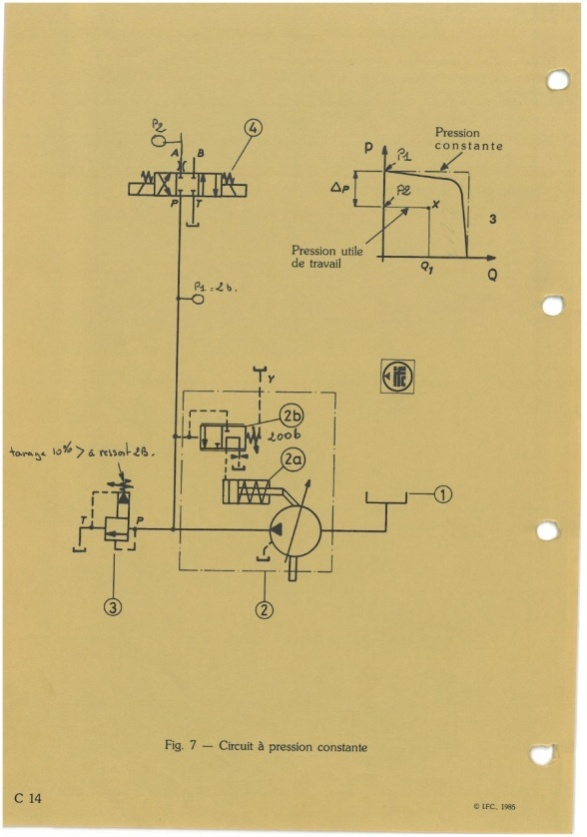 P2
A B
4
P T
P1 = 2b.
P
P1
Pression
constante
ΔP
P2
X
3
Pression utile
de travail
Q1
Q
ifc
Y
2b
200b
tarage 10% > à ressort 2B.
2a
1
T P
3
2
Fig. 7 — Circuit à pression constante
C 14
© I.F.C. 1985